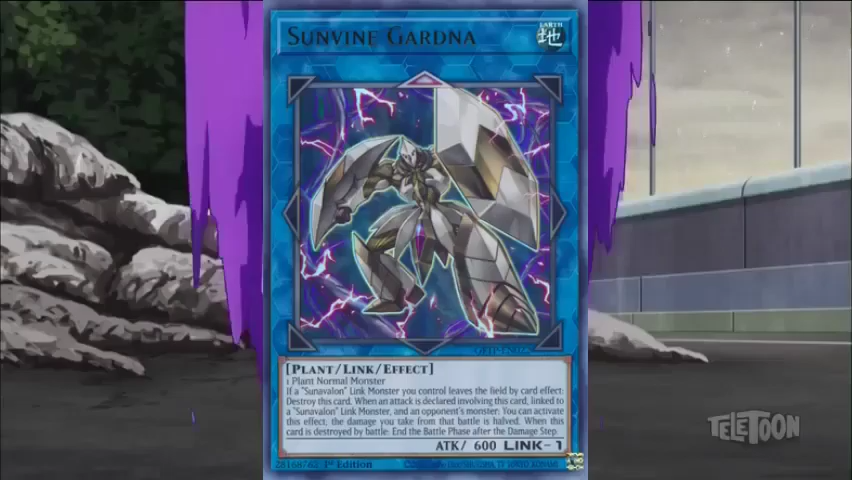 Sunvine Gardna
EARTH
地
GFTP-EN022
[Plant/Link/Effect]
1 Plant Normal Monster
If a "Sunavalon" Link Monster you control leaves the field by card effect:
Destroy this card. When an attack is declared involving this card, linked to
a "Sunavalon" Link Monster, and an opponent's monster: You can activate
this effect; the damage you take from that battle is halved. When this
card is destroyed by battle: End the Battle Phase after the Damage Step.
ATK/ 600 LINK-1
28168762 1st Edition
TELETOON